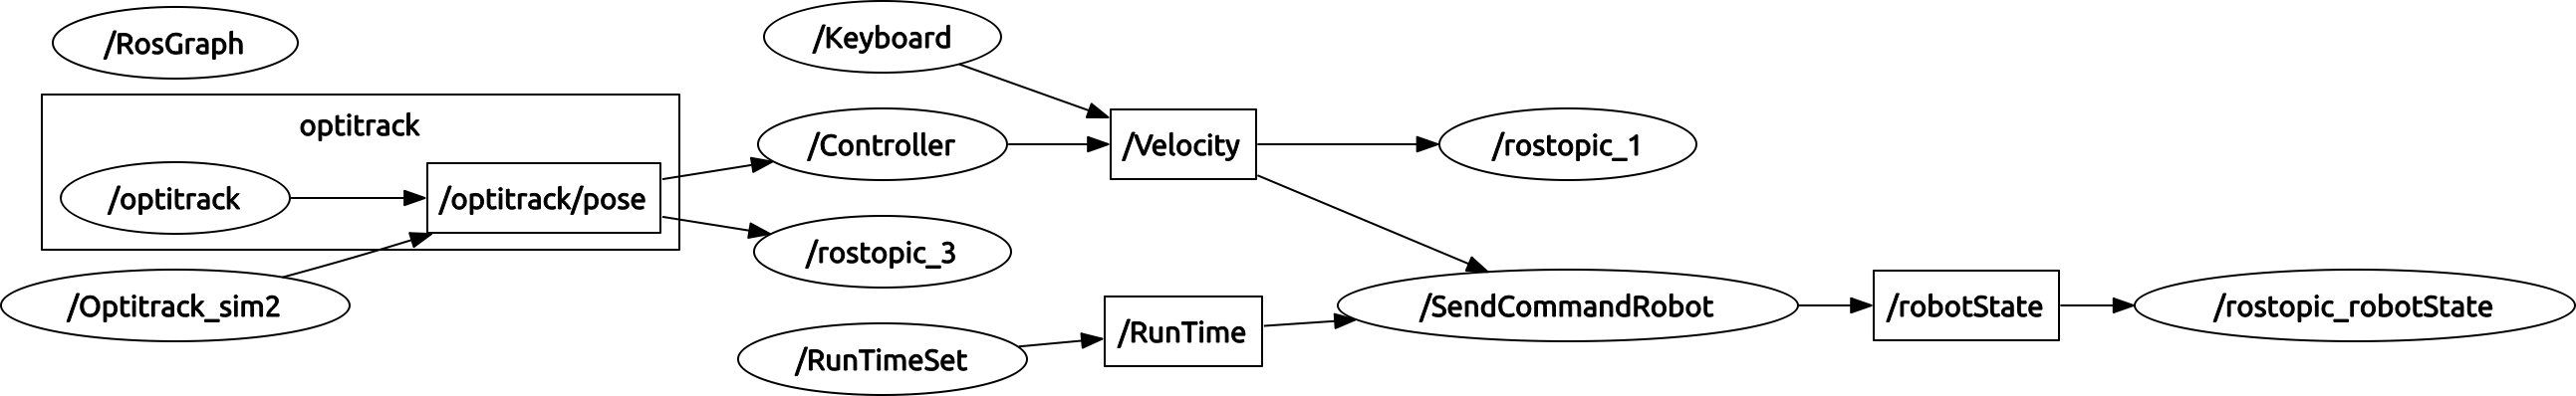 /RosGraph
optitrack
/optitrack
/optitrack/pose
/Optitrack_sim2
/Keyboard
/Controller
/rostopic_3
/RunTimeSet
/Velocity
/RunTime
/rostopic_1
/SendCommandRobot
/robotState
/rostopic_robotState